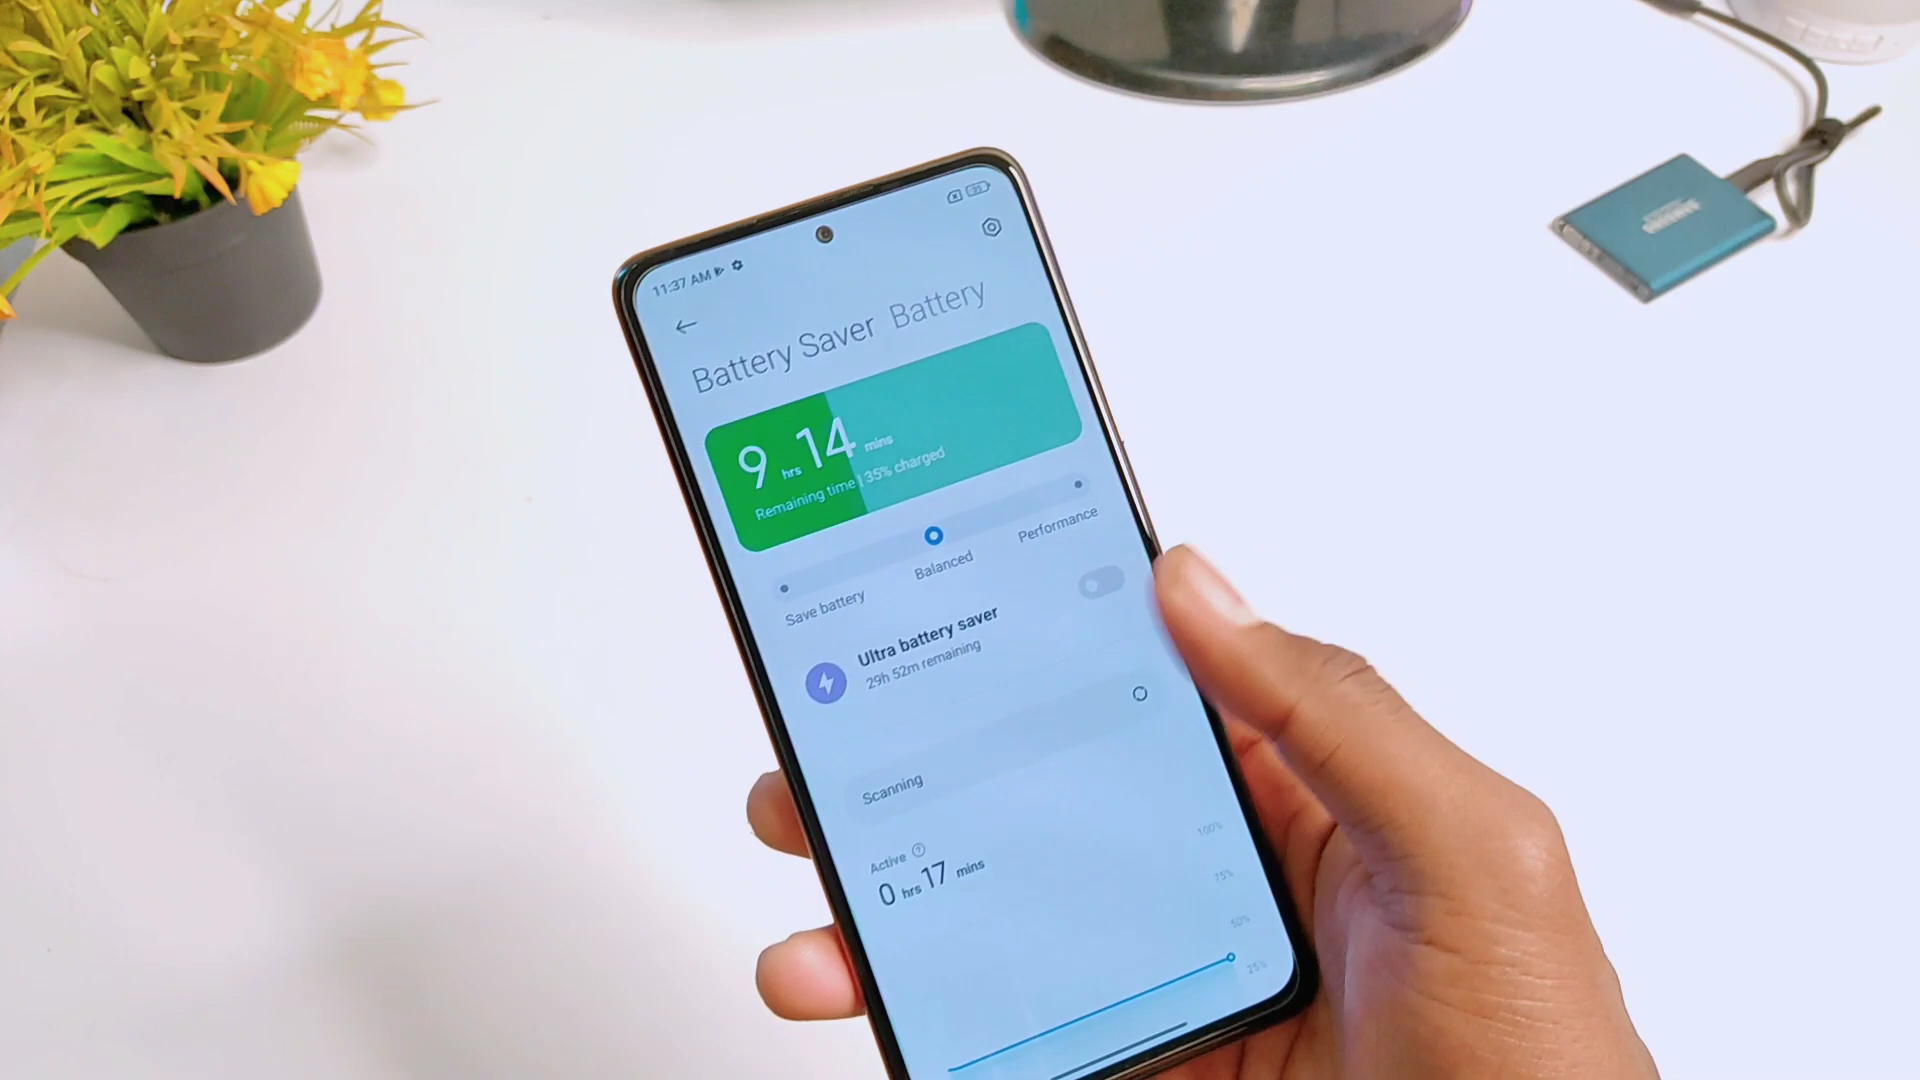 11:37 AM
Battery Saver Battery
9 hrs 14 mins
Remaining time | 35% charged
Save battery
Balanced
Performance
Ultra battery saver
29h 52m remaining
Scanning
Active
0 hrs 17 mins
100%
75%
50%
25%
SAMSUNG